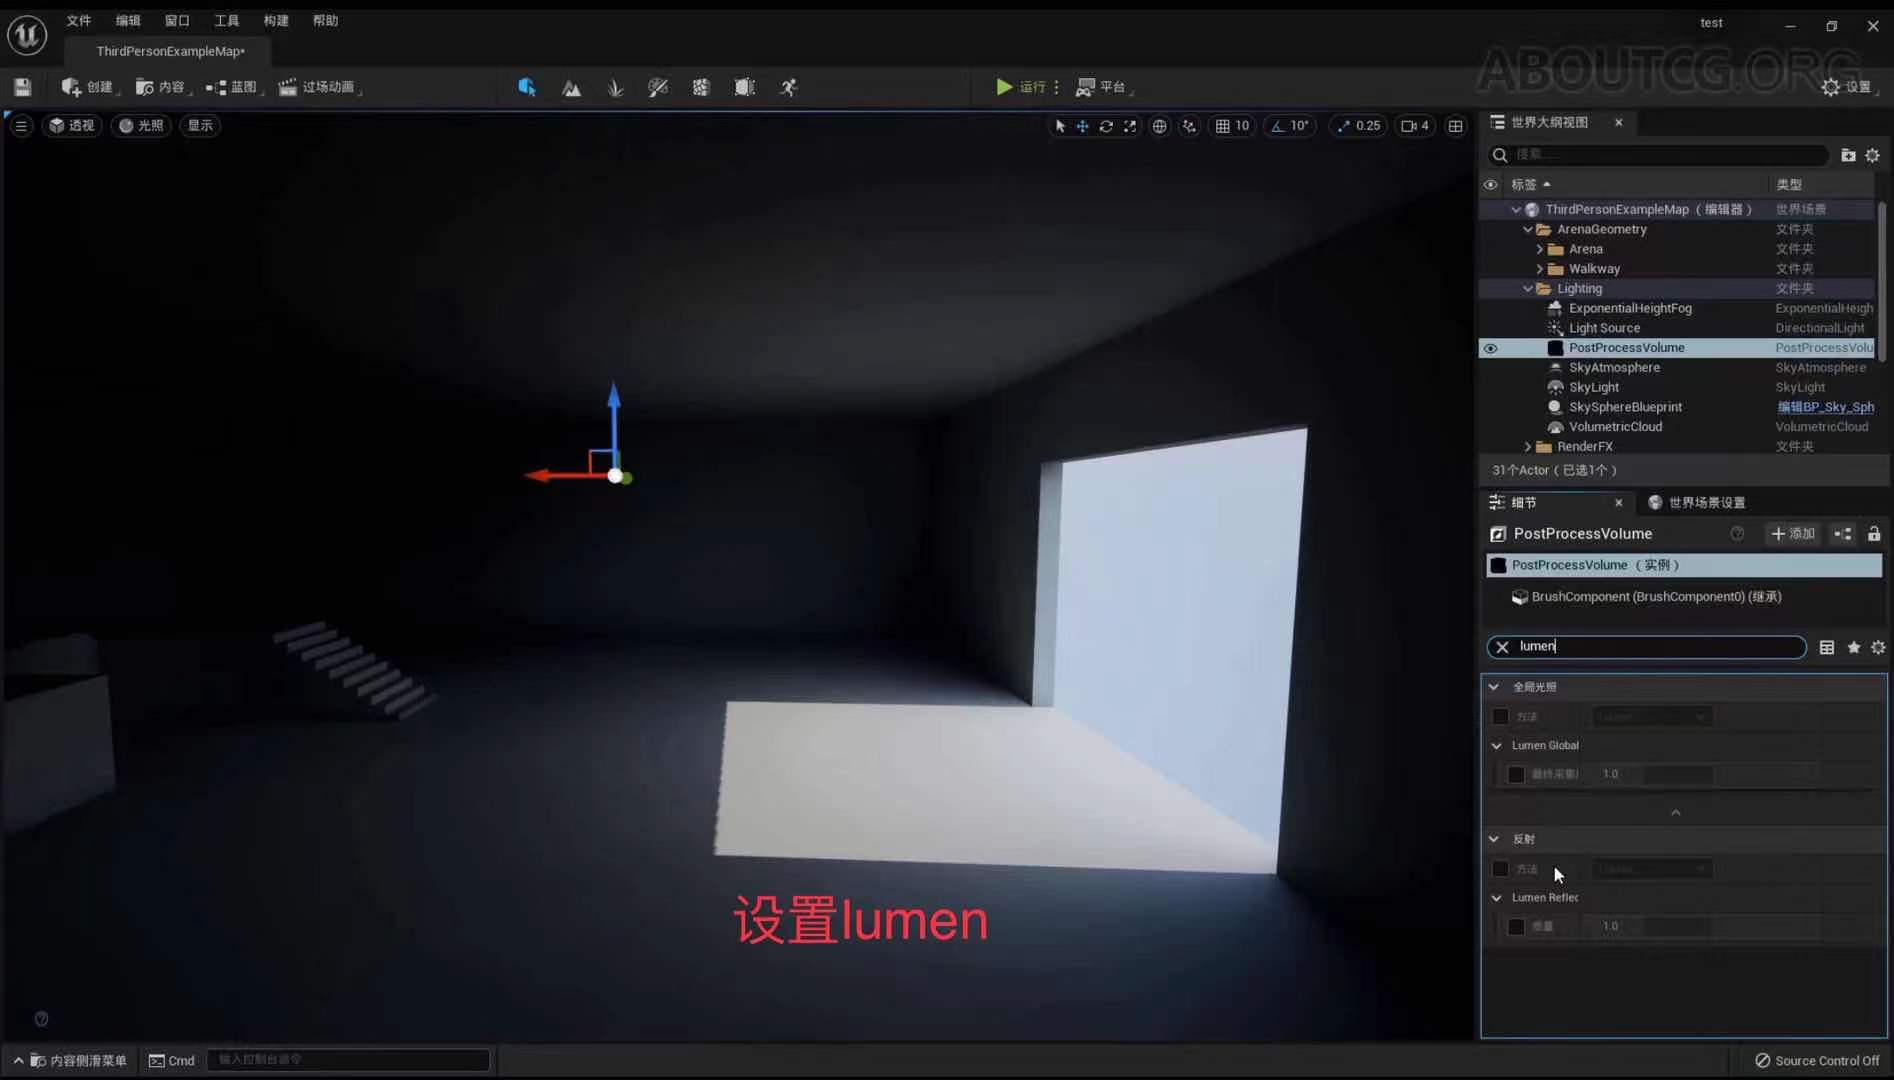 文件 编辑 窗口 工具 构建 帮助
test
ThirdPersonExampleMap*
ABOUTCG.ORG
创建 内容 蓝图 过场动画 运行 平台 设置
透视 光照 显示
10 10° 0.25 4
世界大纲视图
搜索...
标签 类型
ThirdPersonExampleMap（编辑器） 世界场景
ArenaGeometry 文件夹
Arena 文件夹
Walkway 文件夹
Lighting 文件夹
ExponentialHeightFog ExponentialHeigh
Light Source DirectionalLight
PostProcessVolume PostProcessVolu
SkyAtmosphere SkyAtmosphere
SkyLight SkyLight
SkySphereBlueprint 编辑BP_Sky_Sph
VolumetricCloud VolumetricCloud
RenderFX 文件夹
31个Actor（已选1个）
细节 世界场景设置
PostProcessVolume 添加
PostProcessVolume（实例）
BrushComponent (BrushComponent0) (继承)
lumen
全局光照
方法 Lumen
Lumen Global
最终采集 1.0
反射
方法 Lumen
Lumen Reflec
质量 1.0
设置lumen
内容侧滑菜单 Cmd 输入控制台命令 Source Control Off